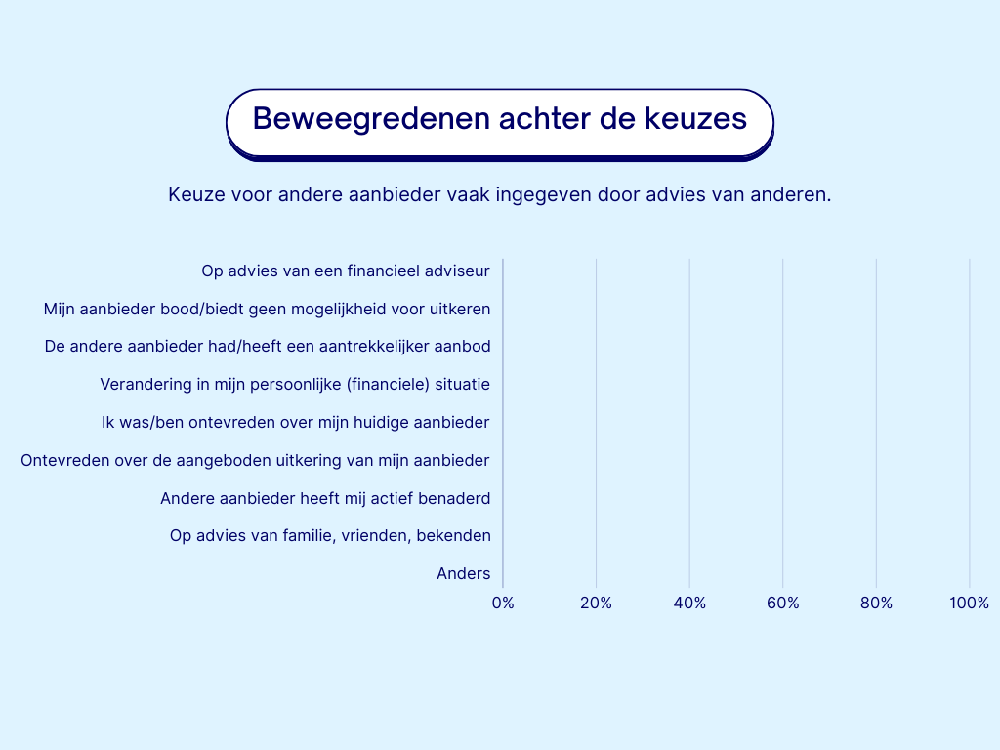 Beweegredenen achter de keuzes
Keuze voor andere aanbieder vaak ingegeven door advies van anderen.
Op advies van een financieel adviseur
Mijn aanbieder bood/biedt geen mogelijkheid voor uitkeren
De andere aanbieder had/heeft een aantrekkelijker aanbod
Verandering in mijn persoonlijke (financiele) situatie
Ik was/ben ontevreden over mijn huidige aanbieder
Ontevreden over de aangeboden uitkering van mijn aanbieder
Andere aanbieder heeft mij actief benaderd
Op advies van familie, vrienden, bekenden
Anders
0% 20% 40% 60% 80% 100%